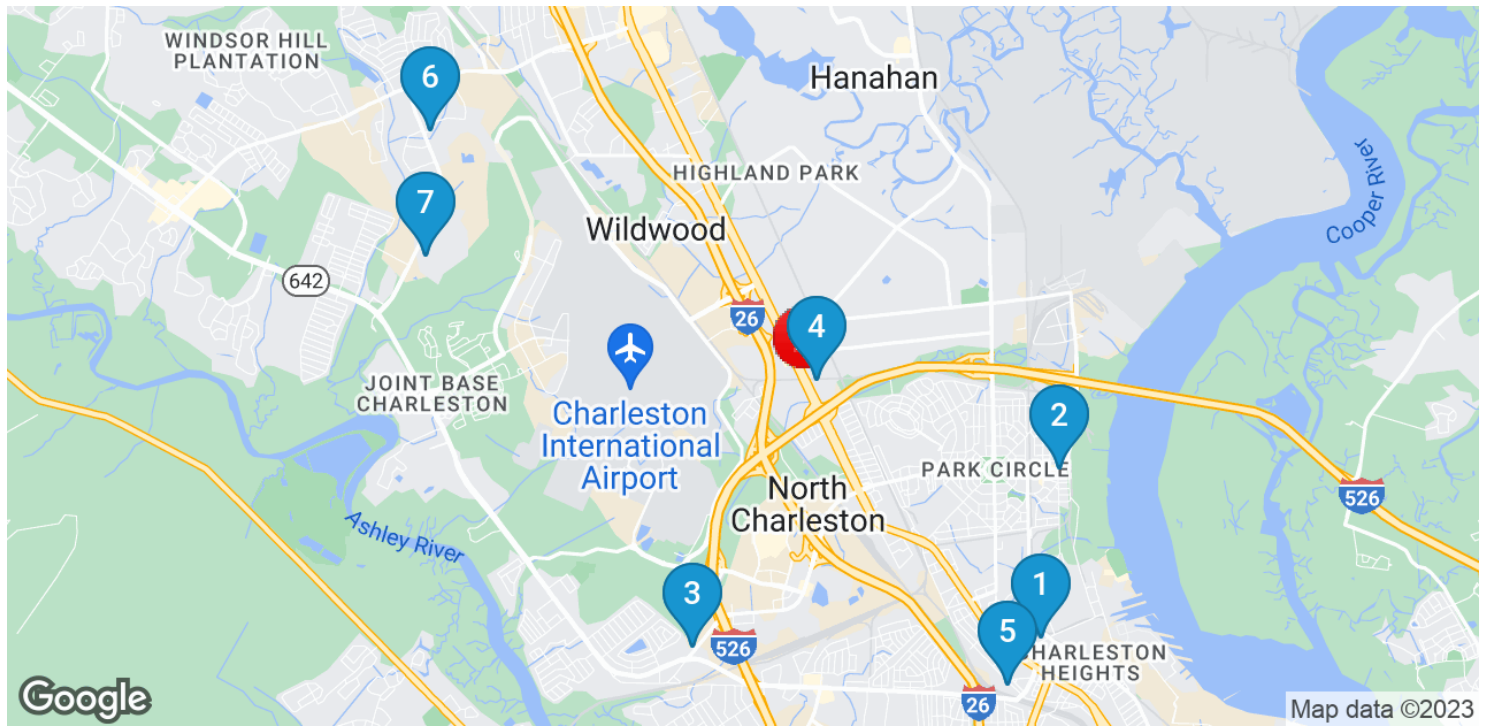 WINDSOR HILL
PLANTATION
6
Hanahan
HIGHLAND PARK
7
Wildwood
Cooper River
642
26
4
JOINT BASE
CHARLESTON
Charleston
International
Airport
2
PARK CIRCLE
North
Charleston
526
Ashley River
3
1
5
526
HARLESTON
HEIGHTS
26
Google
Map data ©2023